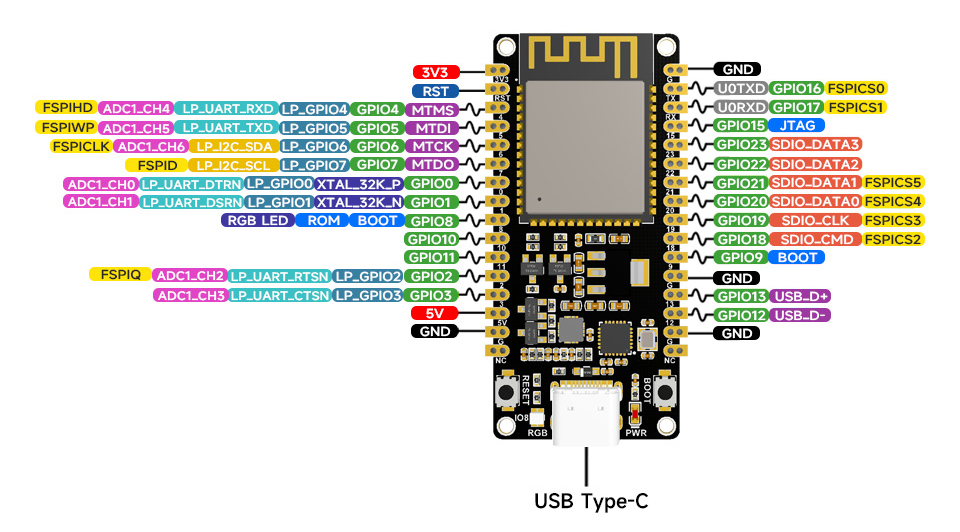 3V3 GND
RST U0TXD GPIO16 FSPICS0
FSPIHD ADC1_CH4 LP_UART_RXD LP_GPIO4 GPIO4 MTMS U0RXD GPIO17 FSPICS1
FSPIWP ADC1_CH5 LP_UART_TXD LP_GPIO5 GPIO5 MTDI GPIO15 JTAG
FSPICLK ADC1_CH6 LP_I2C_SDA LP_GPIO6 GPIO6 MTCK GPIO23 SDIO_DATA3
FSPID LP_I2C_SCL LP_GPIO7 GPIO7 MTDO GPIO22 SDIO_DATA2
ADC1_CH0 LP_UART_DTRN LP_GPIO0 XTAL_32K_P GPIO0 GPIO21 SDIO_DATA1 FSPICS5
ADC1_CH1 LP_UART_DSRN LP_GPIO1 XTAL_32K_N GPIO1 GPIO20 SDIO_DATA0 FSPICS4
RGB LED ROM BOOT GPIO8 GPIO19 SDIO_CLK FSPICS3
GPIO10 GPIO18 SDIO_CMD FSPICS2
GPIO11 GPIO9 BOOT
FSPIQ ADC1_CH2 LP_UART_RTSN LP_GPIO2 GPIO2 GND
ADC1_CH3 LP_UART_CTSN LP_GPIO3 GPIO3 GPIO13 USB_D+
5V GPIO12 USB_D-
GND GND
3V3 G
RST TX
4 RX
5 15
6 23
7 22
0 21
1 20
8 19
10 18
11 9
2 G
3 13
5V 12
G G
NC NC
RESET BOOT
IO8
RGB PWR
USB Type-C